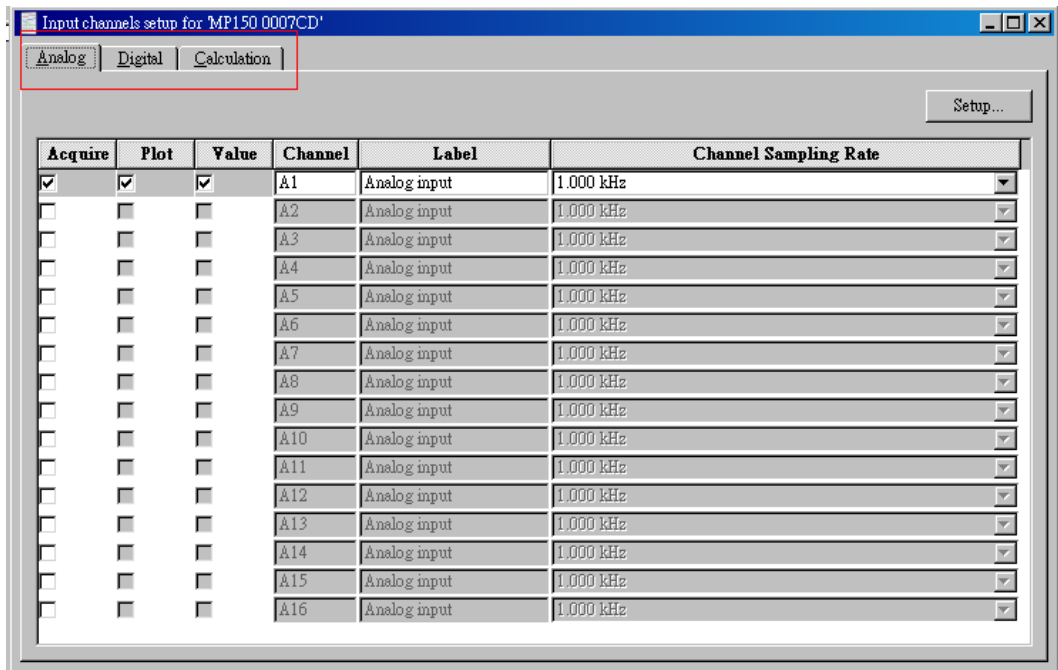 Input channels setup for 'MP150 0007CD'
Analog Digital Calculation
Setup...
Acquire Plot Value Channel Label Channel Sampling Rate
A1 Analog input 1.000 kHz
A2 Analog input 1.000 kHz
A3 Analog input 1.000 kHz
A4 Analog input 1.000 kHz
A5 Analog input 1.000 kHz
A6 Analog input 1.000 kHz
A7 Analog input 1.000 kHz
A8 Analog input 1.000 kHz
A9 Analog input 1.000 kHz
A10 Analog input 1.000 kHz
A11 Analog input 1.000 kHz
A12 Analog input 1.000 kHz
A13 Analog input 1.000 kHz
A14 Analog input 1.000 kHz
A15 Analog input 1.000 kHz
A16 Analog input 1.000 kHz